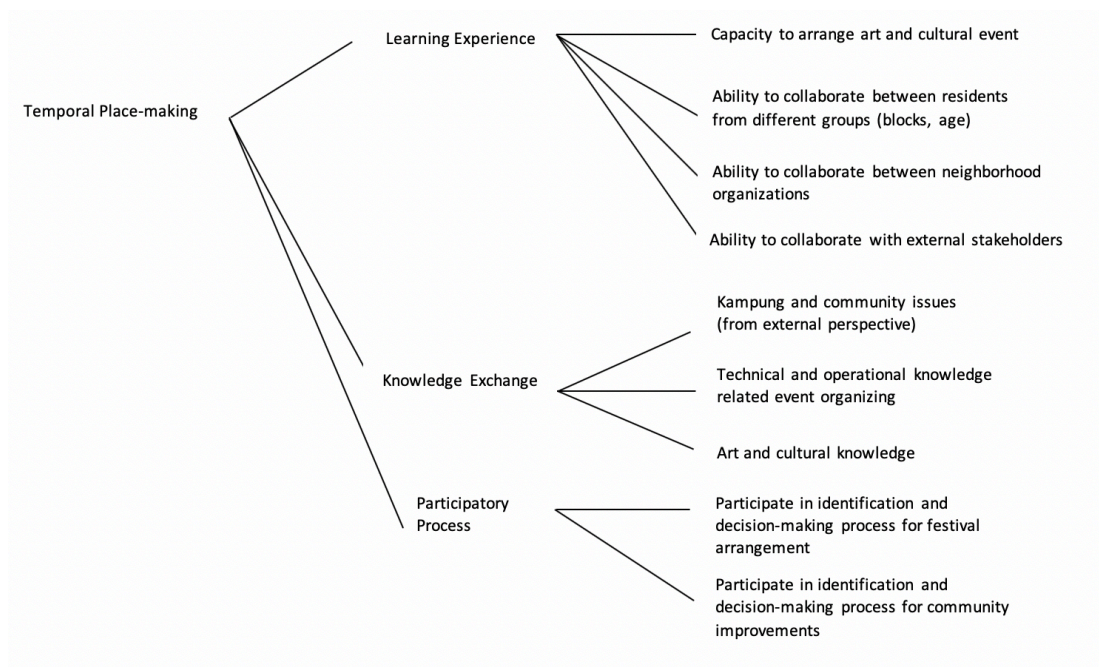 Temporal Place-making
Learning Experience
Capacity to arrange art and cultural event
Ability to collaborate between residents
from different groups (blocks, age)
Ability to collaborate between neighborhood
organizations
Ability to collaborate with external stakeholders
Knowledge Exchange
Kampung and community issues
(from external perspective)
Technical and operational knowledge
related event organizing
Art and cultural knowledge
Participatory
Process
Participate in identification and
decision-making process for festival
arrangement
Participate in identification and
decision-making process for community
improvements